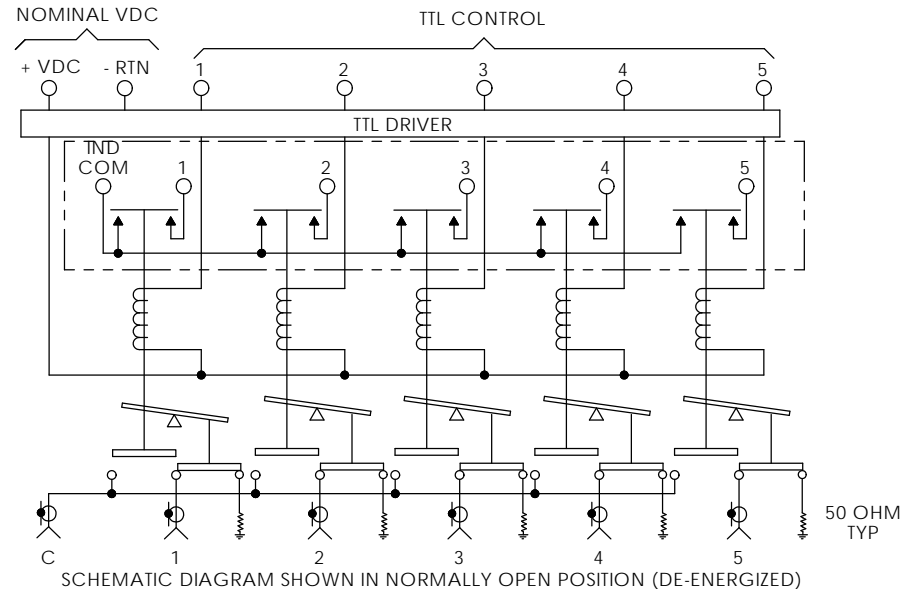 NOMINAL VDC
TTL CONTROL
+ VDC
- RTN
1
2
3
4
5
TTL DRIVER
IND
COM
1
2
3
4
5
50 OHM
TYP
C
1
2
3
4
5
SCHEMATIC DIAGRAM SHOWN IN NORMALLY OPEN POSITION (DE-ENERGIZED)